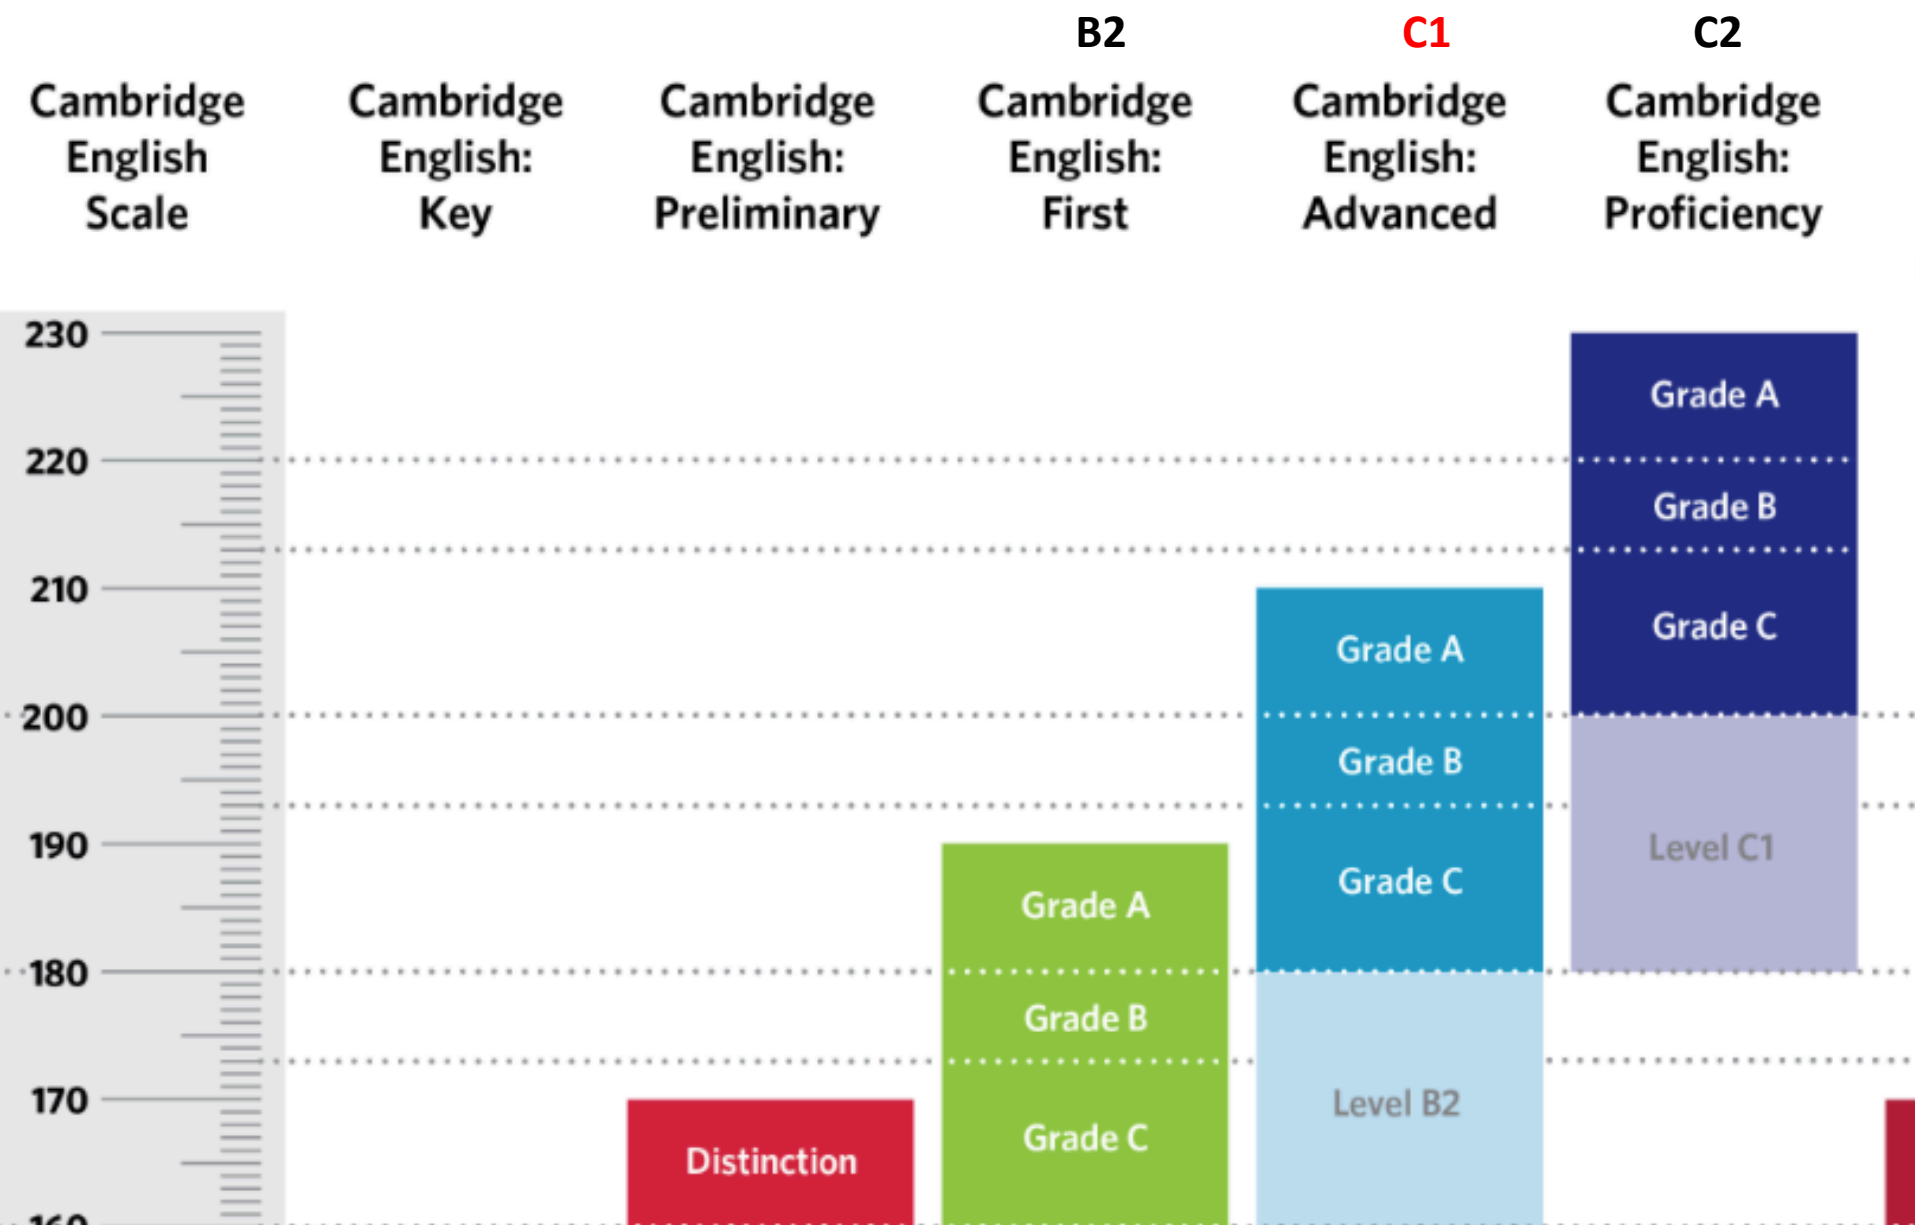 B2
C1
C2
Cambridge
English
Scale
Cambridge
English:
Key
Cambridge
English:
Preliminary
Cambridge
English:
First
Cambridge
English:
Advanced
Cambridge
English:
Proficiency
230
Grade A
220
Grade B
210
Grade C
Grade A
200
Grade B
190
Level C1
Grade C
Grade A
180
Grade B
170
Level B2
Grade C
Distinction
160